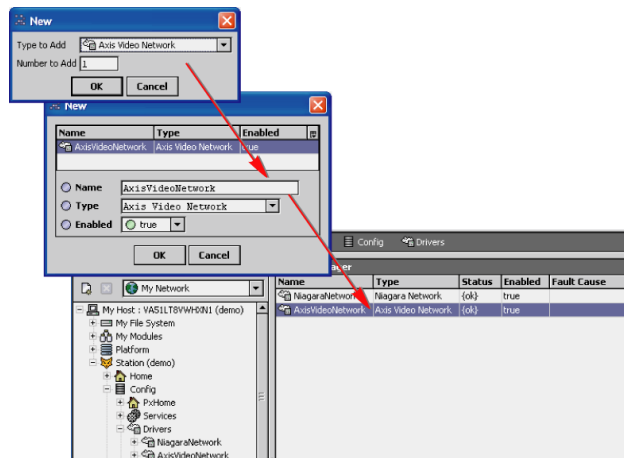 New
Type to Add Axis Video Network
Number to Add 1
OK Cancel
New
Name Type Enabled
AxisVideoNetwork Axis Video Network true
Name AxisVideoNetwork
Type Axis Video Network
Enabled true
OK Cancel
Config Drivers
ager
My Network
Name Type Status Enabled Fault Cause
NiagaraNetwork Niagara Network {ok} true
AxisVideoNetwork Axis Video Network {ok} true
My Host : VA51LT8VWHXN1 (demo)
My File System
My Modules
Platform
Station (demo)
Home
Config
PxHome
Services
Drivers
NiagaraNetwork
AxisVideoNetwork